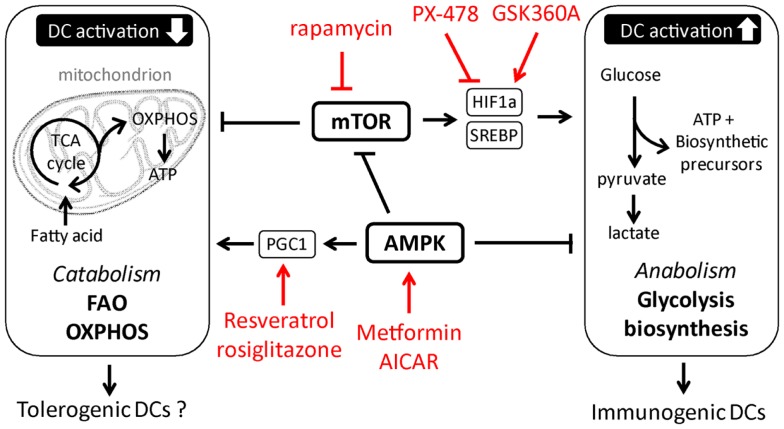 DC activation
mitochondrion
OXPHOS
TCA
cycle
ATP
Fatty acid
Catabolism
FAO
OXPHOS
Tolerogenic DCs ?
rapamycin
PX-478
GSK360A
mTOR
HIF1a
SREBP
PGC1
AMPK
Resveratrol
rosiglitazone
Metformin
AICAR
DC activation
Glucose
ATP +
Biosynthetic
precursors
pyruvate
lactate
Anabolism
Glycolysis
biosynthesis
Immunogenic DCs